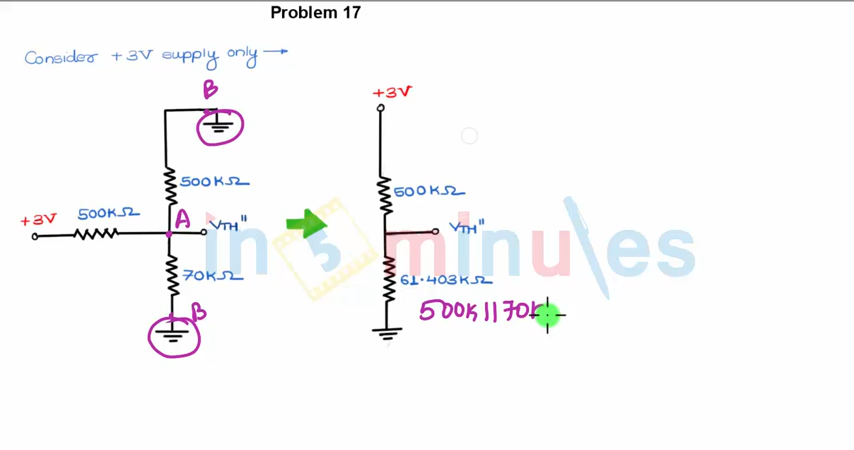 Problem 17
Consider +3V supply only →
B
+3V
500KΩ
500KΩ
500KΩ
+3V
A
VTH"
VTH"
in 5 minutes
70KΩ
61.403KΩ
B
500K||70K